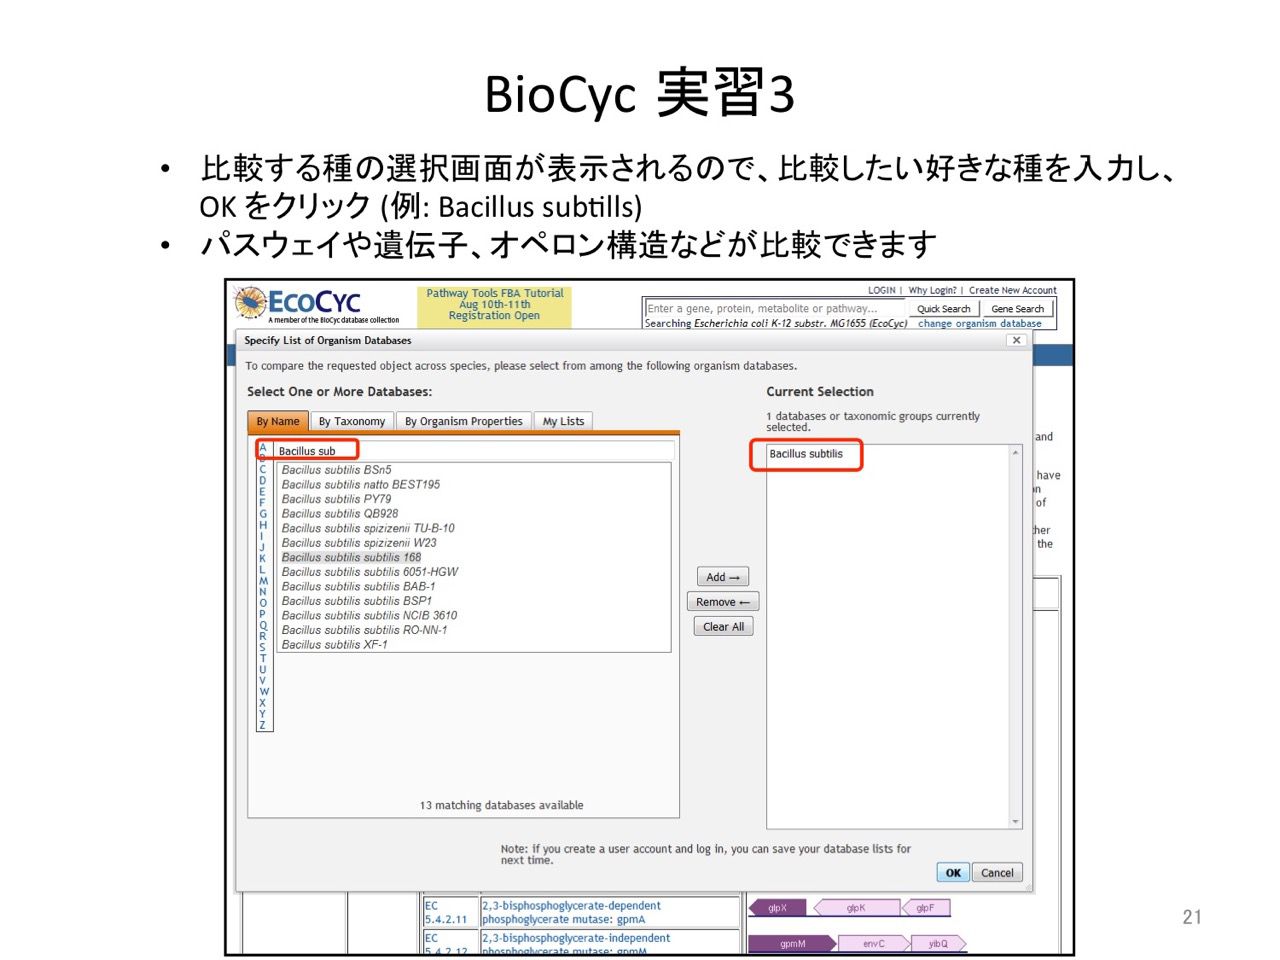 BioCyc 実習3
• 比較する種の選択画面が表示されるので、比較したい好きな種を入力し、
OK をクリック (例: Bacillus subtills)
• パスウェイや遺伝子、オペロン構造などが比較できます
EcoCyc
A member of the BioCyc database collection
Pathway Tools FBA Tutorial
Aug 10th-11th
Registration Open
LOGIN | Why Login? | Create New Account
Enter a gene, protein, metabolite or pathway...
Quick Search
Gene Search
Searching Escherichia coli K-12 substr. MG1655 (EcoCyc)
change organism database
Specify List of Organism Databases
To compare the requested object across species, please select from among the following organism databases.
Select One or More Databases:
By Name
By Taxonomy
By Organism Properties
My Lists
Bacillus sub
A
C
D
E
F
G
H
I
J
K
L
M
N
O
P
Q
R
S
T
U
V
W
X
Y
Z
Bacillus subtilis BSn5
Bacillus subtilis natto BEST195
Bacillus subtilis PY79
Bacillus subtilis QB928
Bacillus subtilis spizizenii TU-B-10
Bacillus subtilis spizizenii W23
Bacillus subtilis subtilis 168
Bacillus subtilis subtilis 6051-HGW
Bacillus subtilis subtilis BAB-1
Bacillus subtilis subtilis BSP1
Bacillus subtilis subtilis NCIB 3610
Bacillus subtilis subtilis RO-NN-1
Bacillus subtilis XF-1
13 matching databases available
Add →
Remove ←
Clear All
Current Selection
1 databases or taxonomic groups currently
selected.
Bacillus subtilis
Note: if you create a user account and log in, you can save your database lists for
next time.
OK
Cancel
and
have
of
the
EC
5.4.2.11
2,3-bisphosphoglycerate-dependent
phosphoglycerate mutase: gpmA
glpX
glpK
glpF
EC
5.4.2.12
2,3-bisphosphoglycerate-independent
phosphoglycerate mutase: gpmM
gpmM
envC
yibQ
21